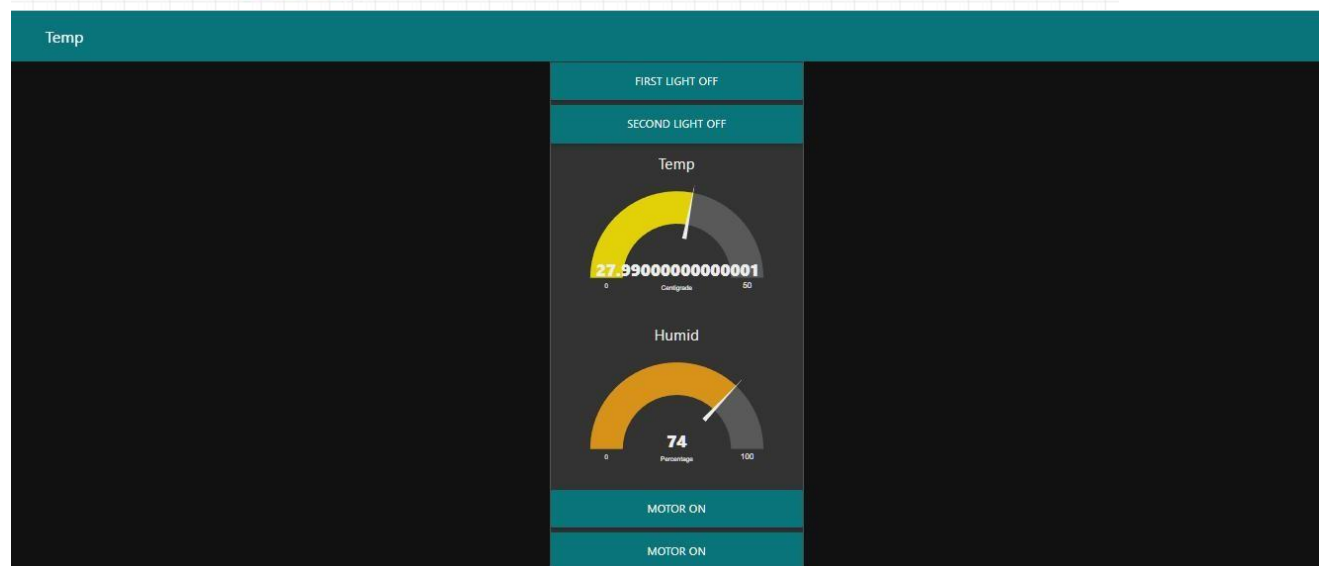 Temp
FIRST LIGHT OFF
SECOND LIGHT OFF
Temp
27.99000000000001
0 Centigrade 50
Humid
74
0 Percentage 100
MOTOR ON
MOTOR ON